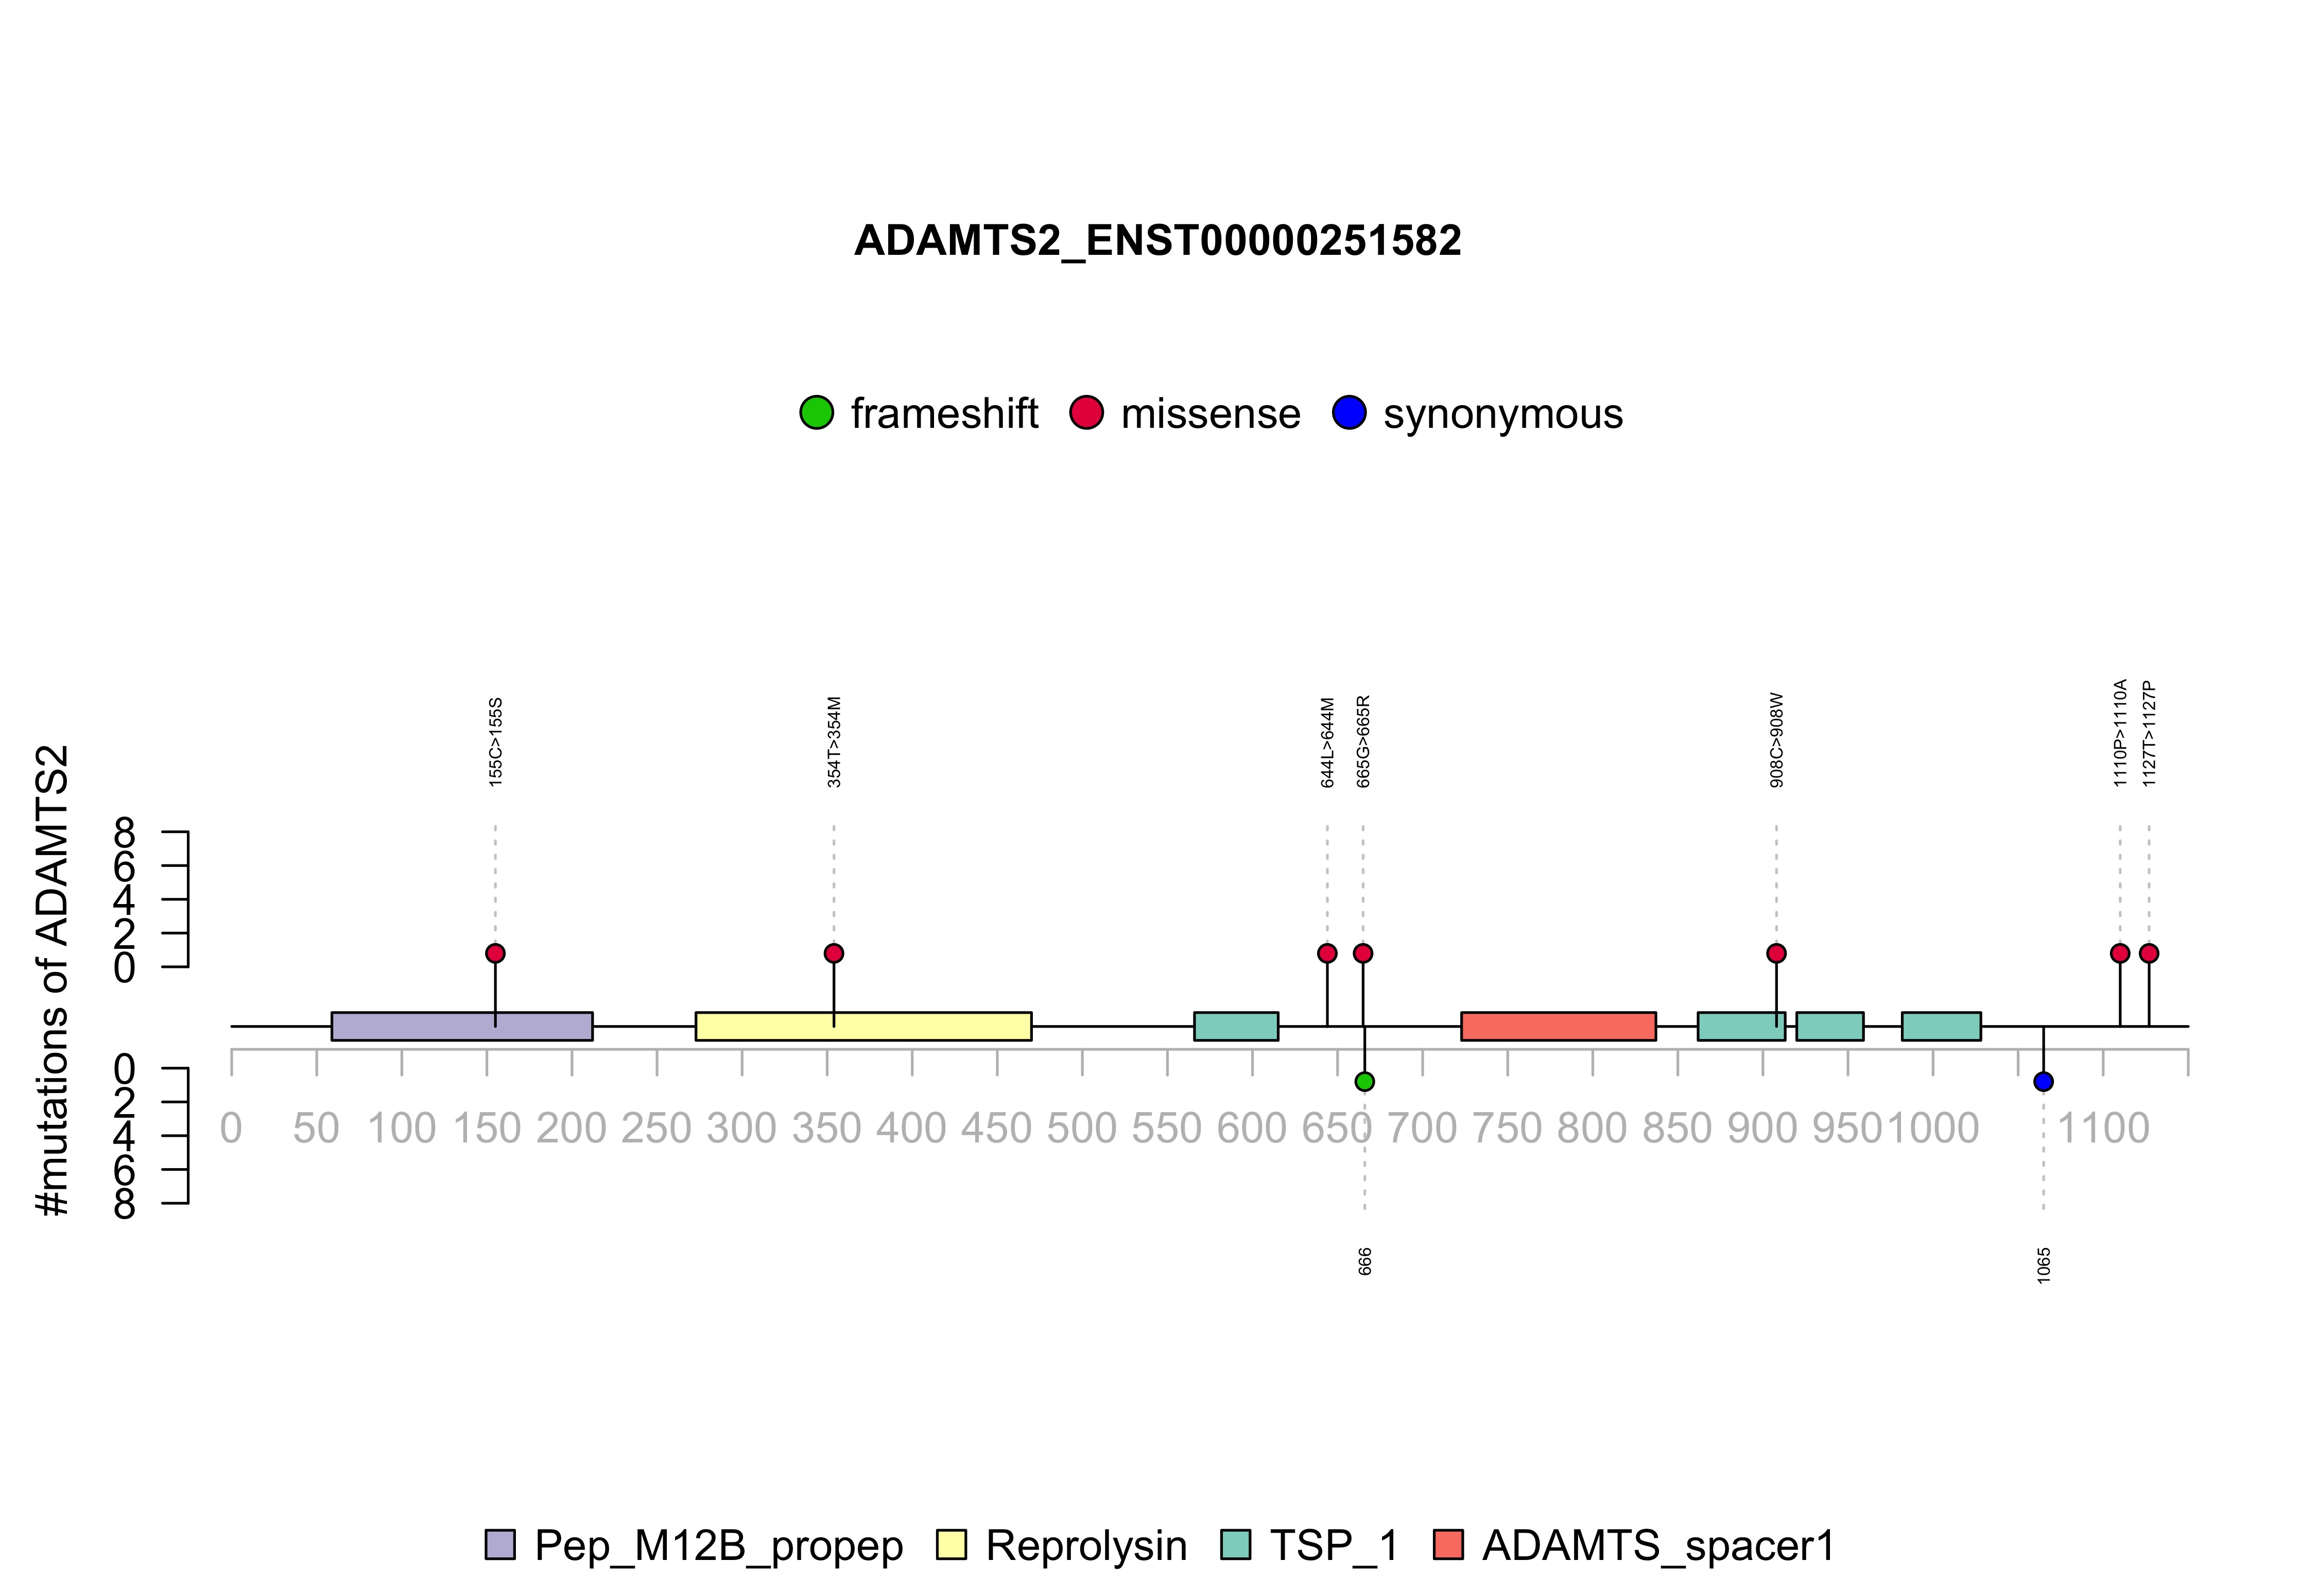 ADAMTS2_ENST00000251582
frameshift missense synonymous
155C>155S
354T>354M
644L>644M
665G>665R
908C>908W
1110P>1110A
1127T>1127P
#mutations of ADAMTS2
8
6
4
2
0
0
2
4
6
8
0 50 100 150 200 250 300 350 400 450 500 550 600 650 700 750 800 850 900 950 1000 1100
666
1065
Pep_M12B_propep Reprolysin TSP_1 ADAMTS_spacer1